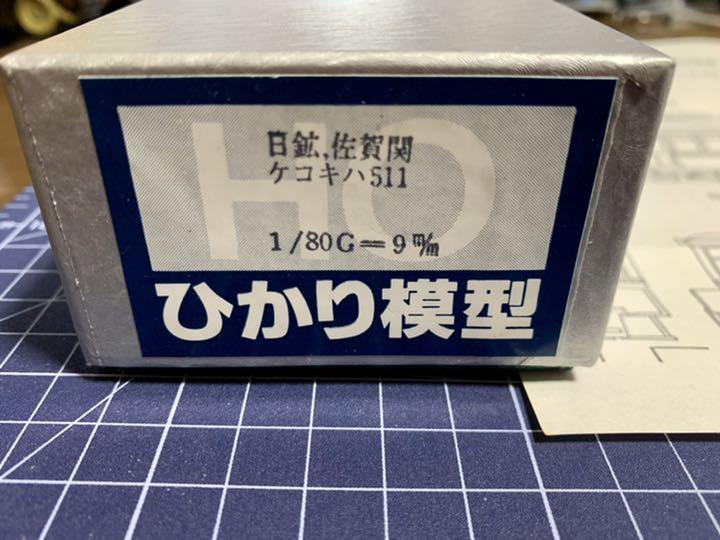 HO
日鉱,佐賀関
ケコキハ511
1/80G=9㎜
ひかり模型